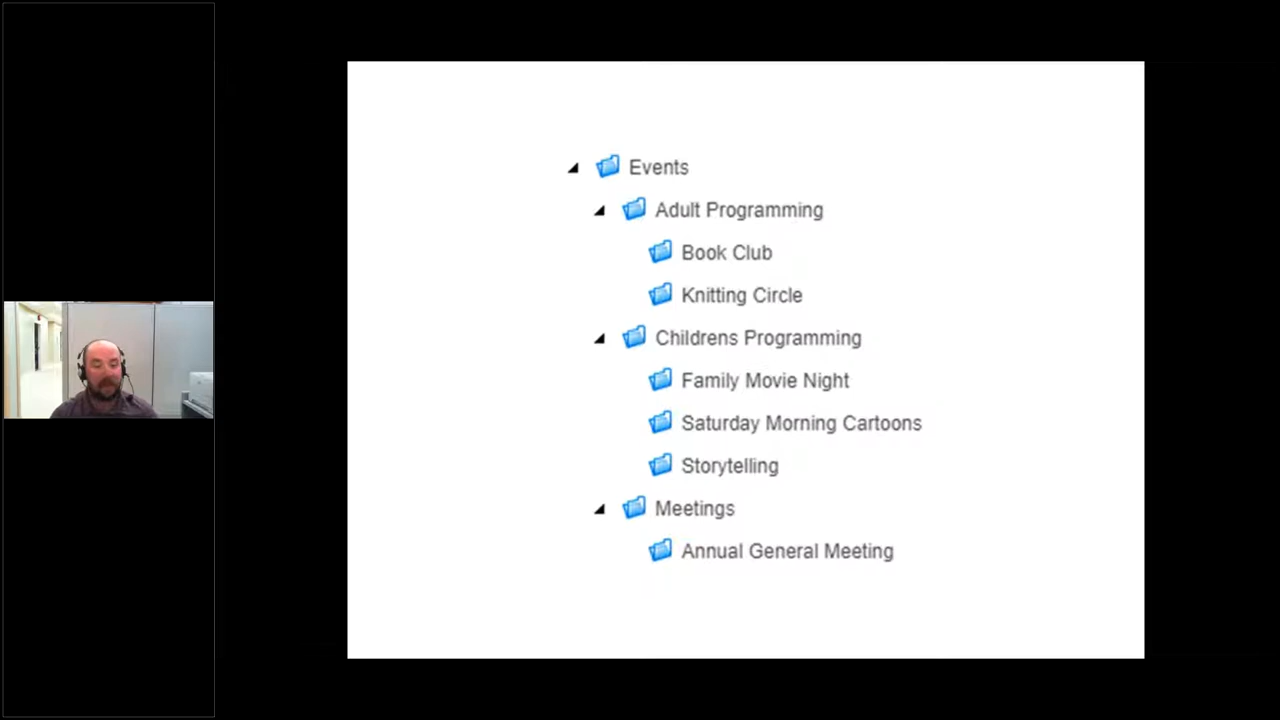 Events
Adult Programming
Book Club
Knitting Circle
Childrens Programming
Family Movie Night
Saturday Morning Cartoons
Storytelling
Meetings
Annual General Meeting